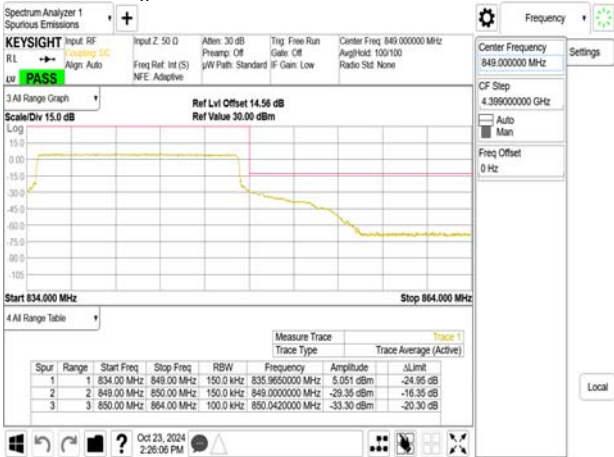 Spectrum Analyzer 1
Spurious Emissions
+
Frequency
KEYSIGHT Input: RF Input Z: 50 Ω Atten: 30 dB Trig: Free Run Center Freq: 849.000000 MHz
RL Coupling: DC Preamp: Off Gate: Off Avg|Hold: 100/100
Align: Auto Freq Ref: Int (S) µW Path: Standard IF Gain: Low Radio Std: None
LXI PASS NFE: Adaptive
Center Frequency
849.000000 MHz
Settings
CF Step
4.399000000 GHz
Auto
Man
Freq Offset
0 Hz
3 All Range Graph
Ref Lvl Offset 14.56 dB
Scale/Div 15.0 dB Ref Value 30.00 dBm
Log
15.0
0.00
-15.0
-30.0
-45.0
-60.0
-75.0
-90.0
-105
Start 834.000 MHz Stop 864.000 MHz
4 All Range Table
Measure Trace Trace 1
Trace Type Trace Average (Active)
Spur Range Start Freq Stop Freq RBW Frequency Amplitude ΔLimit
1 1 834.00 MHz 849.00 MHz 150.0 kHz 835.9650000 MHz 5.051 dBm -24.95 dB
2 2 849.00 MHz 850.00 MHz 150.0 kHz 849.0000000 MHz -29.35 dBm -16.35 dB
3 3 850.00 MHz 864.00 MHz 100.0 kHz 850.0420000 MHz -33.30 dBm -20.30 dB
Local
?
Oct 23, 2024
2:26:06 PM